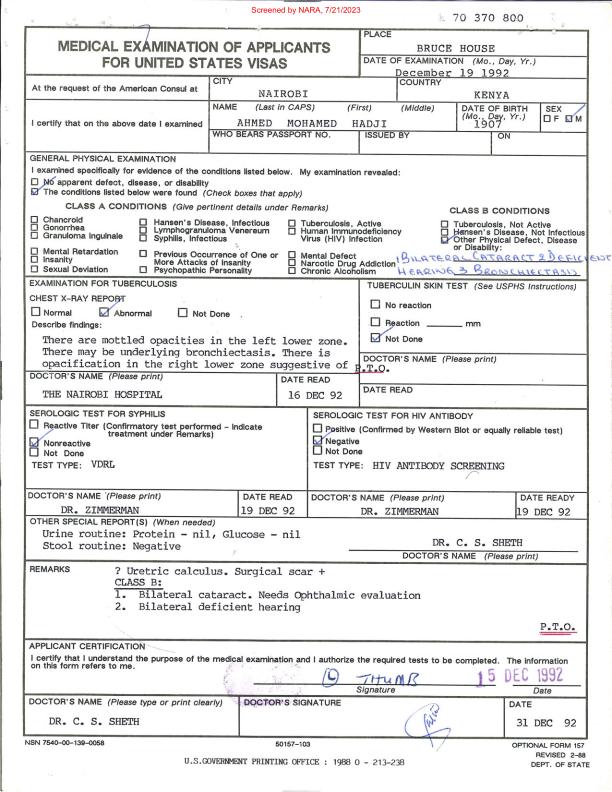 Screened by NARA, 7/21/2023
70 370 800
MEDICAL EXAMINATION OF APPLICANTS
FOR UNITED STATES VISAS
PLACE
BRUCE HOUSE
DATE OF EXAMINATION (Mo., Day, Yr.)
December 19 1992
At the request of the American Consul at
CITY
NAIROBI
COUNTRY
KENYA
I certify that on the above date I examined
NAME (Last in CAPS) (First) (Middle)
AHMED MOHAMED HADJI
DATE OF BIRTH
(Mo., Day, Yr.)
1907
SEX
F M
WHO BEARS PASSPORT NO.
ISSUED BY
ON
GENERAL PHYSICAL EXAMINATION
I examined specifically for evidence of the conditions listed below. My examination revealed:
No apparent defect, disease, or disability
The conditions listed below were found (Check boxes that apply)
CLASS A CONDITIONS (Give pertinent details under Remarks)
Chancroid
Gonorrhea
Granuloma Inguinale
Hansen's Disease, Infectious
Lymphogranuloma Venereum
Syphilis, Infectious
Tuberculosis, Active
Human Immunodeficiency
Virus (HIV) Infection
Mental Retardation
Insanity
Sexual Deviation
Previous Occurrence of One or
More Attacks of Insanity
Psychopathic Personality
Mental Defect
Narcotic Drug Addiction
Chronic Alcoholism
CLASS B CONDITIONS
Tuberculosis, Not Active
Hansen's Disease, Not Infectious
Other Physical Defect, Disease
or Disability:
1 BILATERAL CATARACT 2 DEFICIENT
HEARING 3 BRONCHIECTASIS
EXAMINATION FOR TUBERCULOSIS
CHEST X-RAY REPORT
Normal Abnormal Not Done
Describe findings:
There are mottled opacities in the left lower zone.
There may be underlying bronchiectasis. There is
opacification in the right lower zone suggestive of P.T.O.
DOCTOR'S NAME (Please print)
THE NAIROBI HOSPITAL
DATE READ
16 DEC 92
TUBERCULIN SKIN TEST (See USPHS Instructions)
No reaction
Reaction mm
Not Done
DOCTOR'S NAME (Please print)
DATE READ
SEROLOGIC TEST FOR SYPHILIS
Reactive Titer (Confirmatory test performed – Indicate
treatment under Remarks)
Nonreactive
Not Done
TEST TYPE: VDRL
SEROLOGIC TEST FOR HIV ANTIBODY
Positive (Confirmed by Western Blot or equally reliable test)
Negative
Not Done
TEST TYPE: HIV ANTIBODY SCREENING
DOCTOR'S NAME (Please print)
DR. ZIMMERMAN
DATE READ
19 DEC 92
DOCTOR'S NAME (Please print)
DR. ZIMMERMAN
DATE READY
19 DEC 92
OTHER SPECIAL REPORT(S) (When needed)
Urine routine: Protein - nil, Glucose - nil
Stool routine: Negative
DR. C. S. SHETH
DOCTOR'S NAME (Please print)
REMARKS
? Uretric calculus. Surgical scar +
CLASS B:
1. Bilateral cataract. Needs Ophthalmic evaluation
2. Bilateral deficient hearing
P.T.O.
APPLICANT CERTIFICATION
I certify that I understand the purpose of the medical examination and I authorize the required tests to be completed. The information
on this form refers to me.
(L) THUMB
Signature
15 DEC 1992
Date
DOCTOR'S NAME (Please type or print clearly)
DR. C. S. SHETH
DOCTOR'S SIGNATURE
DATE
31 DEC 92
NSN 7540-00-139-0058
50157-103
OPTIONAL FORM 157
REVISED 2-88
DEPT. OF STATE
U.S.GOVERNMENT PRINTING OFFICE : 1988 O - 213-238